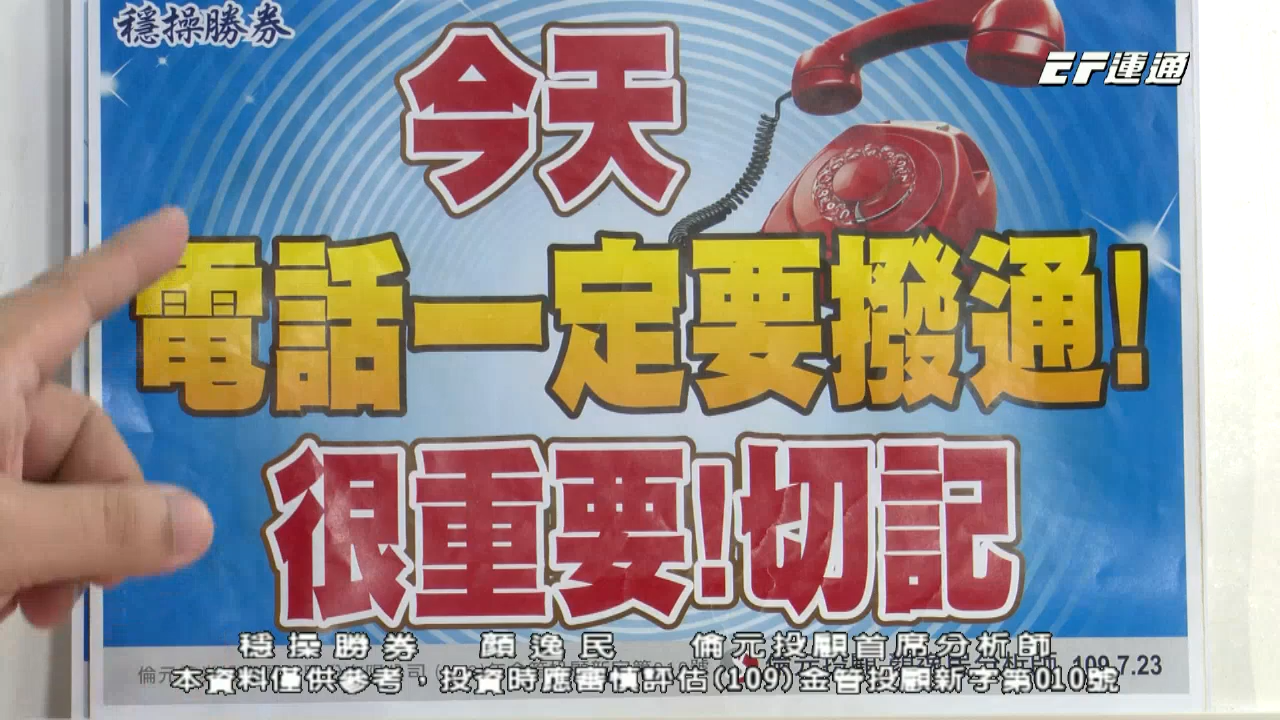 穩操勝券
EF運通
今天
電話一定要撥通!
很重要!切記
穩操勝券 顏逸民 倫元投顧首席分析師
109.7.23
本資料僅供參考，投資時應審慎評估(109)金管投顧新字第010號